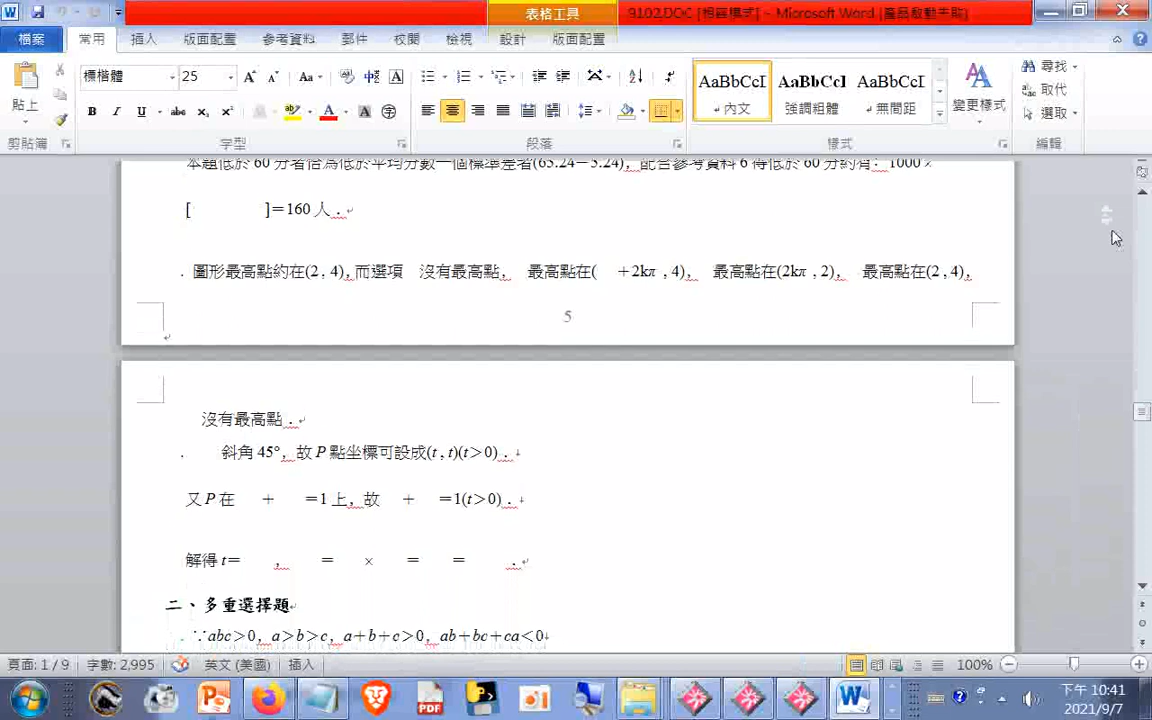 表格工具
9102.DOC [相容模式] - Microsoft Word (產品啟動失敗)
檔案 常用 插入 版面配置 參考資料 郵件 校閱 檢視 設計 版面配置
貼上
標楷體 25
AaBbCcI AaBbCcI AaBbCcI
內文 強調粗體 無間距
變更樣式
尋找
取代
選取
剪貼簿 字型 段落 樣式 編輯
本題低於 60 分者恰為低於平均分數一個標準差者(65.24-5.24),配合參考資料 6 得低於 60 分約有:1000×
[ ]=160 人.
. 圖形最高點約在(2 , 4),而選項 沒有最高點, 最高點在( +2kπ , 4), 最高點在(2kπ , 2), 最高點在(2 , 4),
5
沒有最高點.
. 斜角 45°,故 P 點坐標可設成(t , t)(t>0).
又 P 在 + =1 上,故 + =1(t>0).
解得 t= , = × = = .
二、多重選擇題
. ∵abc>0,a>b>c,a+b+c>0,ab+bc+ca<0
頁面: 1 / 9 字數: 2,995 英文 (美國) 插入 100%
下午 10:41
2021/9/7